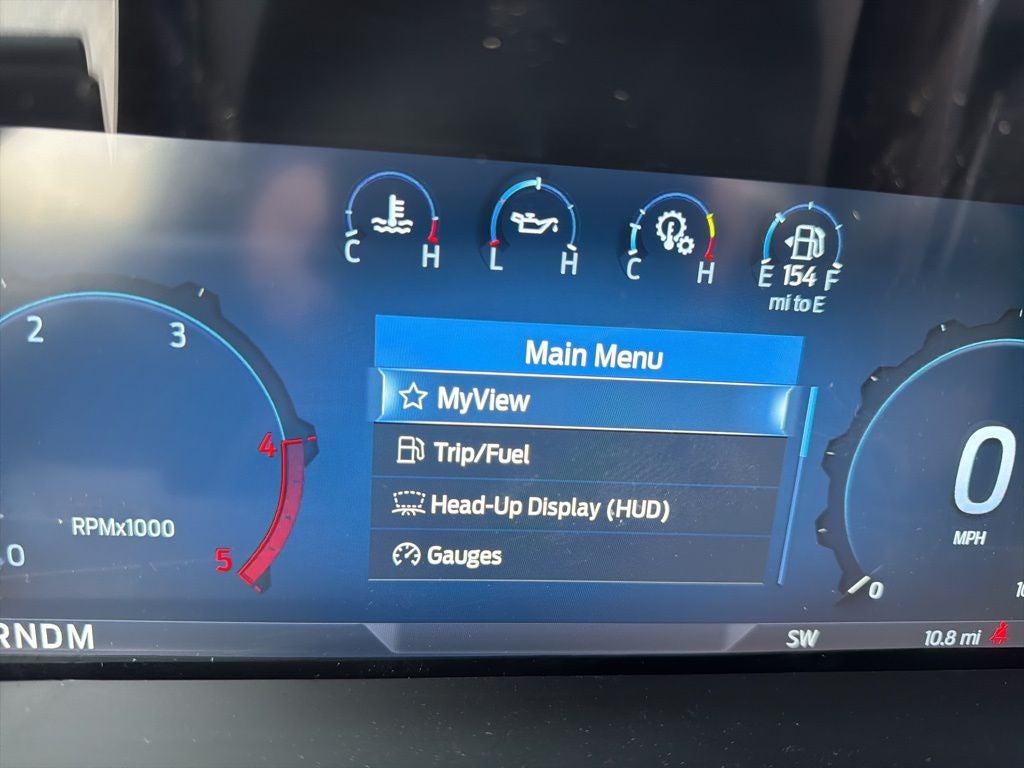 C H
L H
C H
E 154 F
mi to E
2 3
4
5
RPMx1000
0
Main Menu
MyView
Trip/Fuel
Head-Up Display (HUD)
Gauges
0
MPH
0
RNDM
SW
10.8 mi